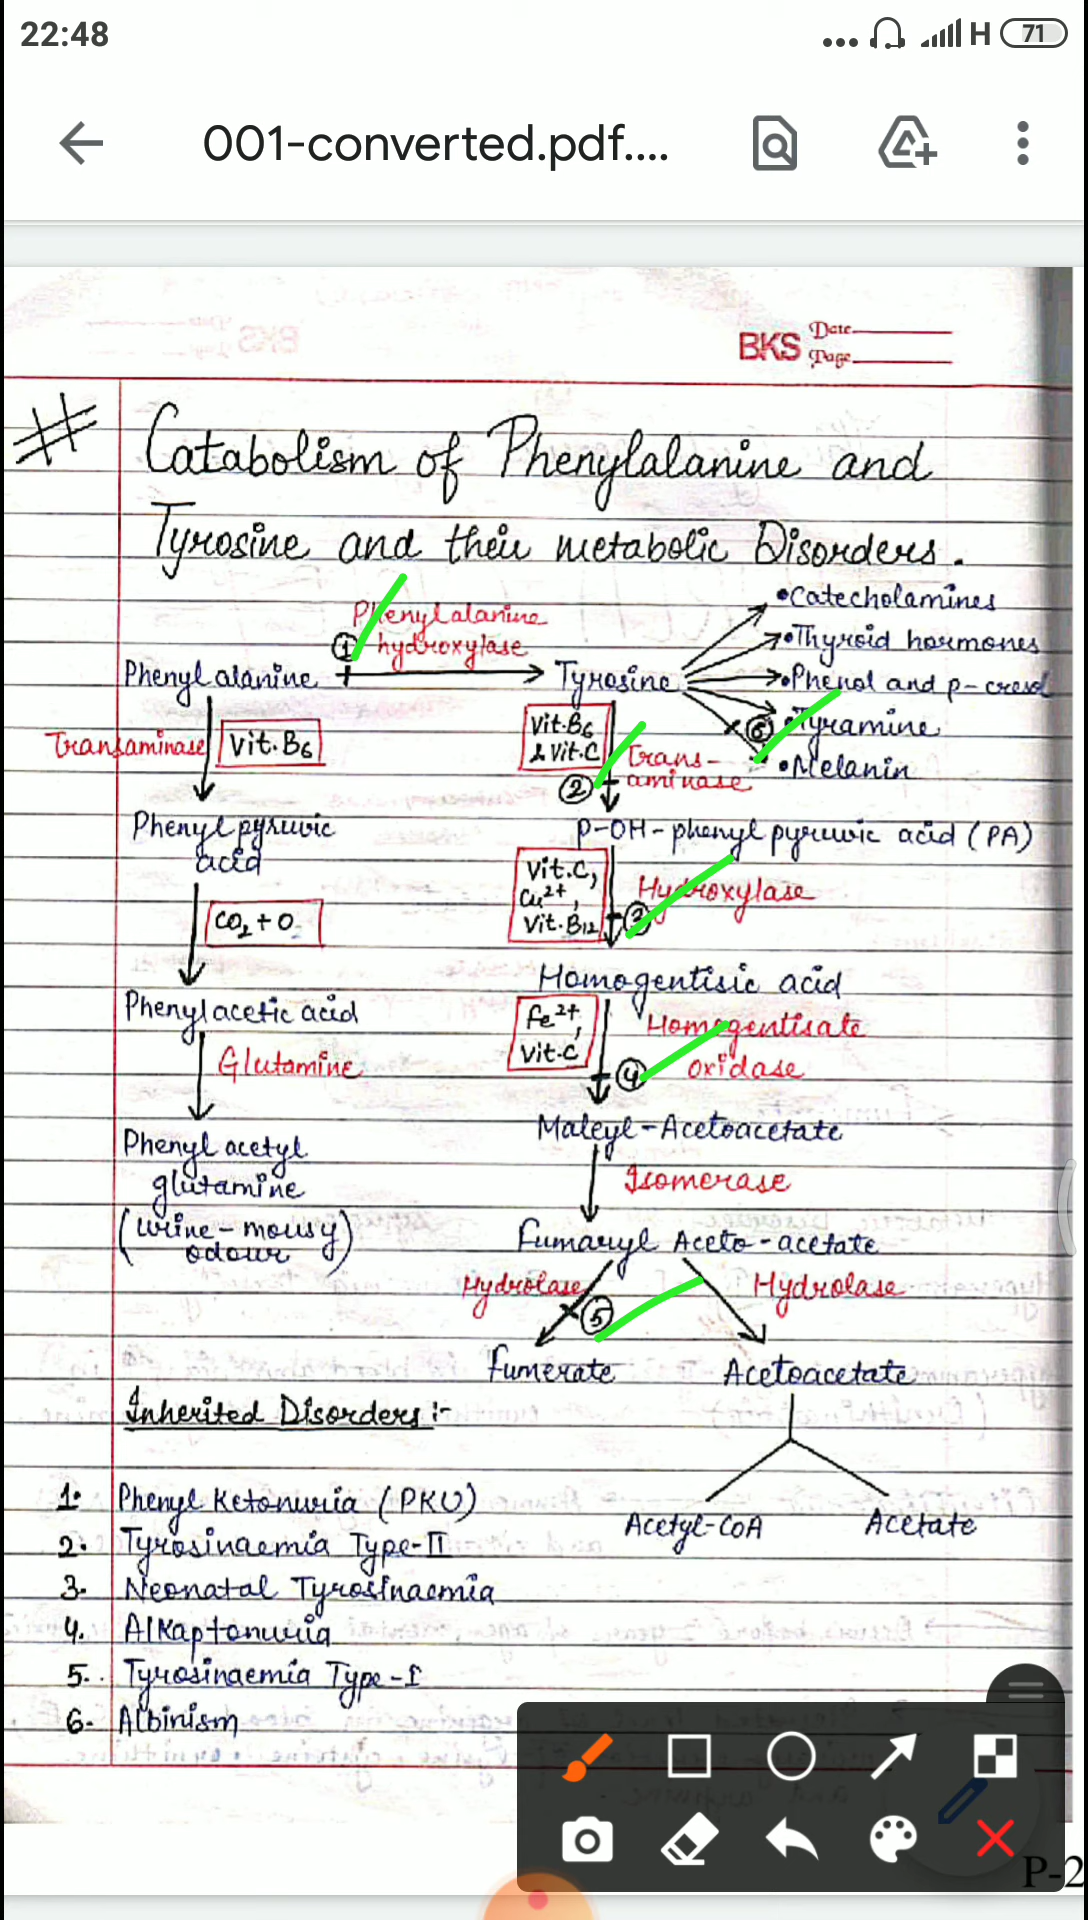 22:48
H 71
001-converted.pdf....
BKS Date
Page
# Catabolism of Phenylalanine and
Tyrosine and their metabolic Disorders.
Phenylalanine
① hydroxylase
Phenyl alanine
Tyrosine
•Catecholamines
•Thyroid hormones
•Phenol and p-cresol
⑥ •Tyramine
•Melanin
Transaminase
Vit. B6
Vit. B6
& Vit. C
Trans-
aminase
②
Phenyl pyruvic
acid
P-OH-phenyl pyruvic acid (PA)
Vit. C,
Cu2+,
Vit. B12
Hydroxylase
③
CO2 + O
Homogentisic acid
Phenylacetic acid
Fe2+,
Vit-C
Homogentisate
oxidase
④
Glutamine
Maleyl-Acetoacetate
Phenyl acetyl
glutamine
(urine-mousy
odour)
Isomerase
Fumaryl Aceto-acetate
Hydrolase
⑤
Hydrolase
Fumerate
Acetoacetate
Inherited Disorders:-
Acetyl-CoA
Acetate
1. Phenyl Ketonuria (PKU)
2. Tyrosinaemia Type-II
3. Neonatal Tyrosinaemia
4. Alkaptonuria
5. Tyrosinaemia Type-I
6- Albinism
P-2